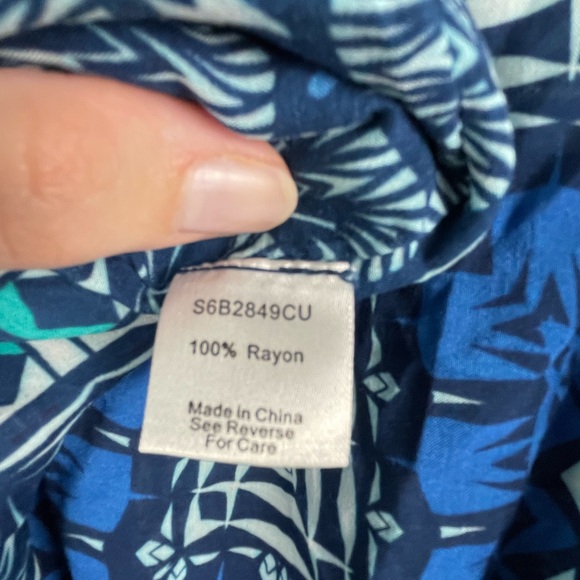 S6B2849CU
100% Rayon
Made in China
See Reverse
For Care